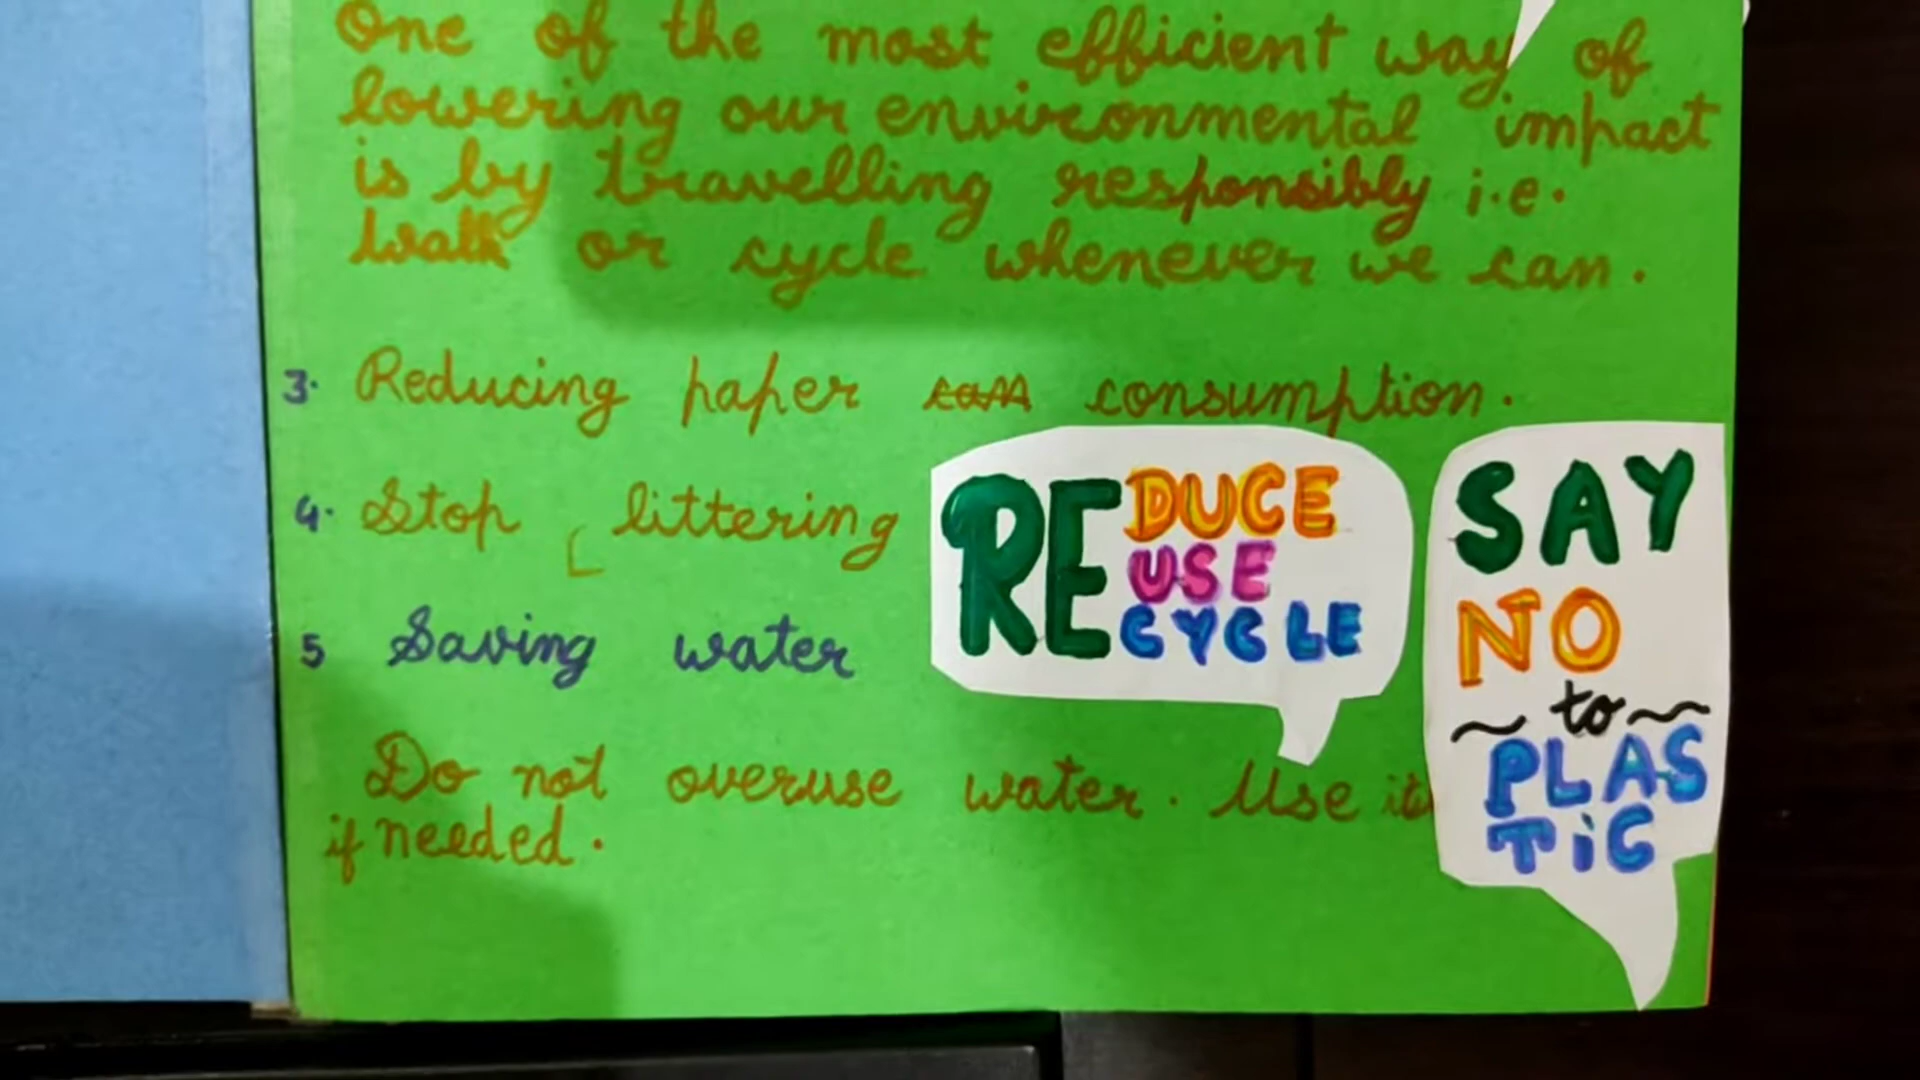 One of the most efficient way of
lowering our environmental impact
is by travelling responsibly i.e.
walk or cycle whenever we can.
3. Reducing paper consumption.
4. Stop littering
REDUCE
USE
CYCLE
SAY
NO
to
PLAS
TiC
5 Saving water
Do not overuse water. Use it
if needed.